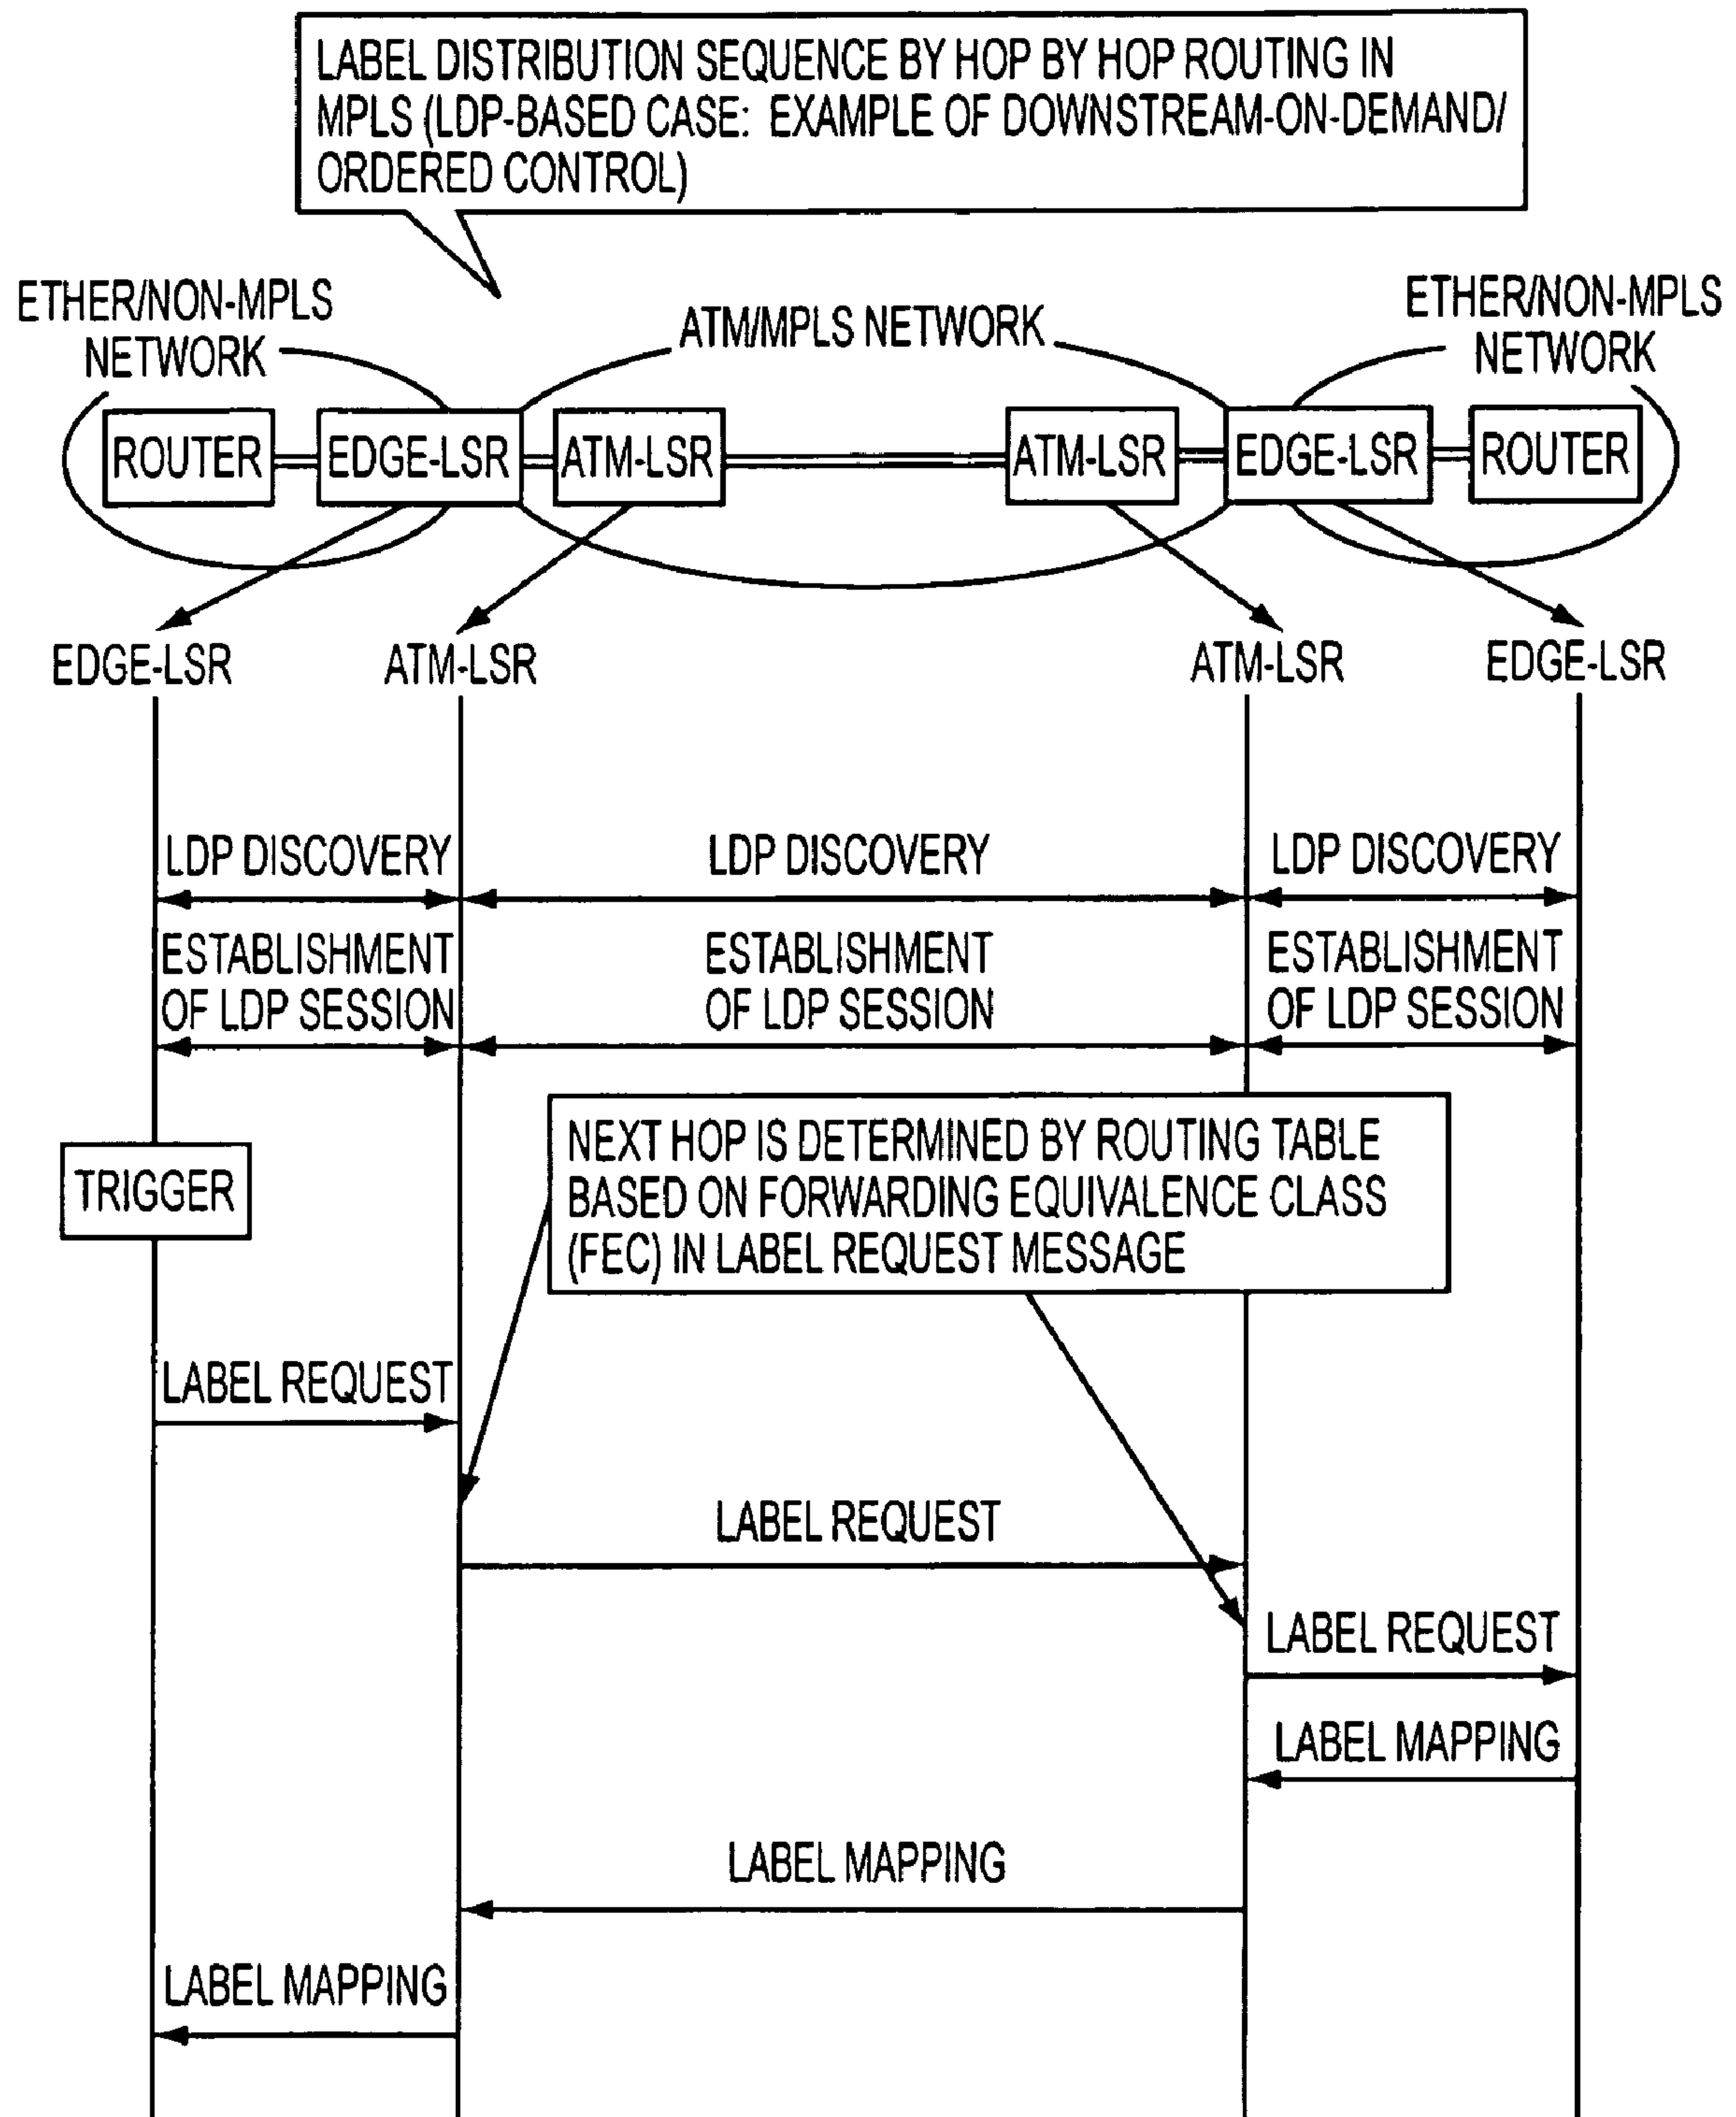 LABEL DISTRIBUTION SEQUENCE BY HOP BY HOP ROUTING IN
MPLS (LDP-BASED CASE: EXAMPLE OF DOWNSTREAM-ON-DEMAND/
ORDERED CONTROL)
ETHER/NON-MPLS
NETWORK
ATM/MPLS NETWORK
ETHER/NON-MPLS
NETWORK
ROUTER
EDGE-LSR
ATM-LSR
ATM-LSR
EDGE-LSR
ROUTER
EDGE-LSR
ATM-LSR
ATM-LSR
EDGE-LSR
LDP DISCOVERY
LDP DISCOVERY
LDP DISCOVERY
ESTABLISHMENT
OF LDP SESSION
ESTABLISHMENT
OF LDP SESSION
ESTABLISHMENT
OF LDP SESSION
TRIGGER
NEXT HOP IS DETERMINED BY ROUTING TABLE
BASED ON FORWARDING EQUIVALENCE CLASS
(FEC) IN LABEL REQUEST MESSAGE
LABEL REQUEST
LABEL REQUEST
LABEL REQUEST
LABEL MAPPING
LABEL MAPPING
LABEL MAPPING